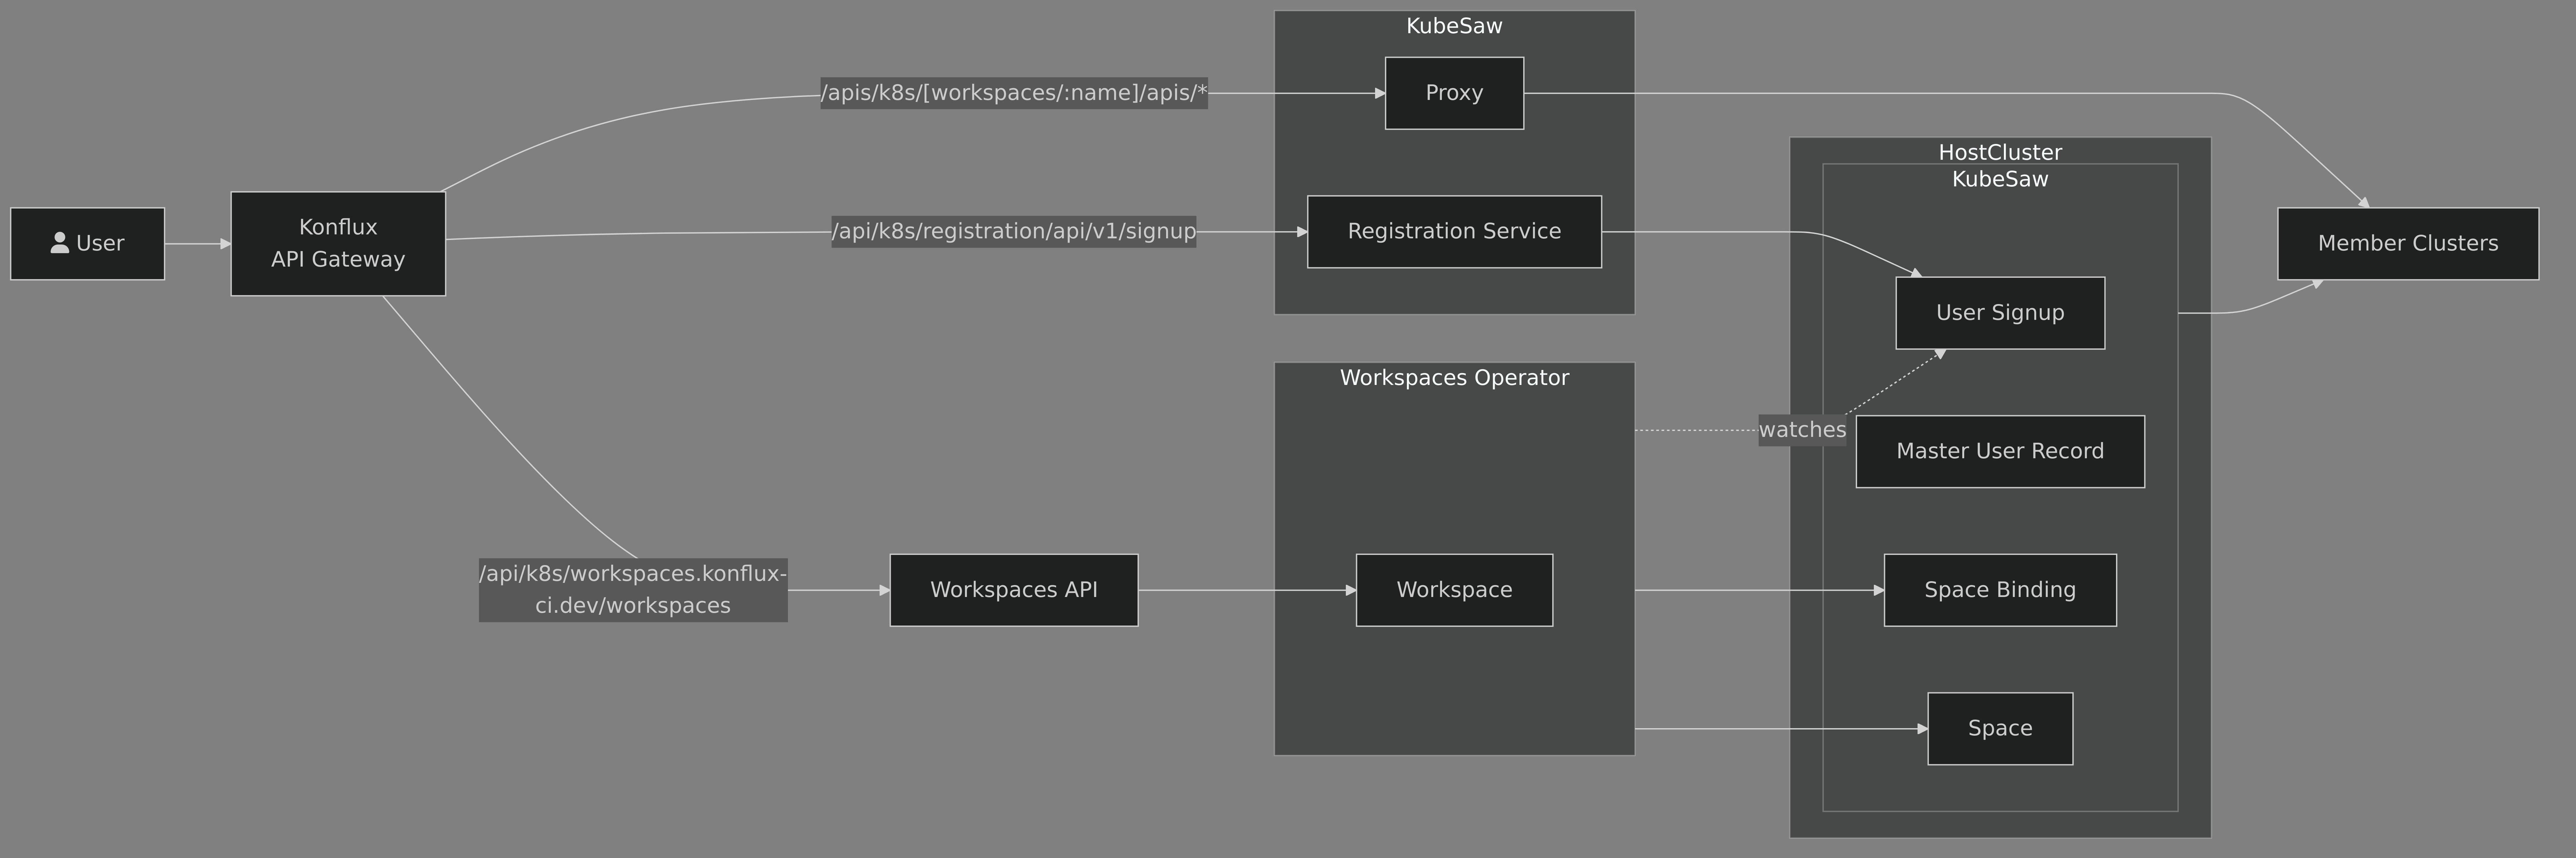 User
Konflux
API Gateway
/apis/k8s/[workspaces/:name]/apis/*
/api/k8s/registration/api/v1/signup
/api/k8s/workspaces.konflux-
ci.dev/workspaces
Workspaces API
KubeSaw
Proxy
Registration Service
Workspaces Operator
Workspace
watches
HostCluster
KubeSaw
User Signup
Master User Record
Space Binding
Space
Member Clusters